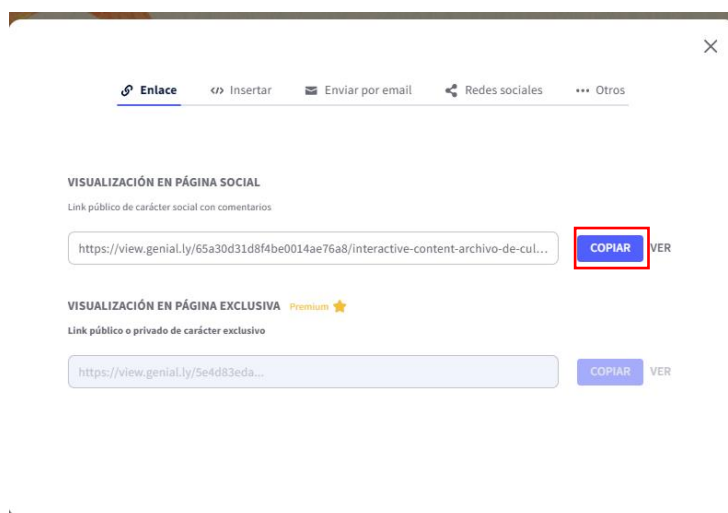 Enlace
</> Insertar
Enviar por email
Redes sociales
Otros
VISUALIZACIÓN EN PÁGINA SOCIAL
Link público de carácter social con comentarios
https://view.genial.ly/65a30d31d8f4be0014ae76a8/interactive-content-archivo-de-cul...
COPIAR
VER
VISUALIZACIÓN EN PÁGINA EXCLUSIVA Premium
Link público o privado de carácter exclusivo
https://view.genial.ly/5e4d83eda...
COPIAR
VER